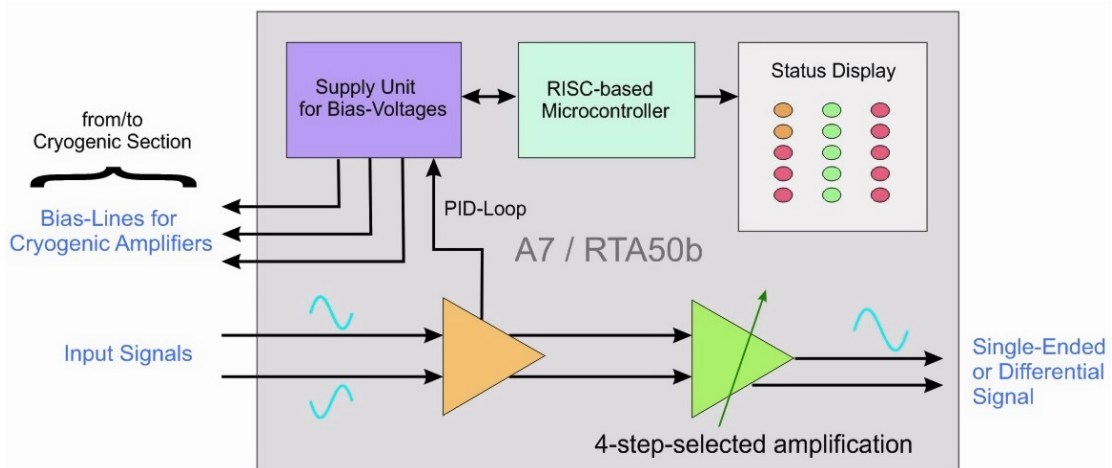 Supply Unit
for Bias-Voltages
RISC-based
Microcontroller
Status Display
from/to
Cryogenic Section
Bias-Lines for
Cryogenic Amplifiers
PID-Loop
A7 / RTA50b
Input Signals
Single-Ended
or Differential
Signal
4-step-selected amplification